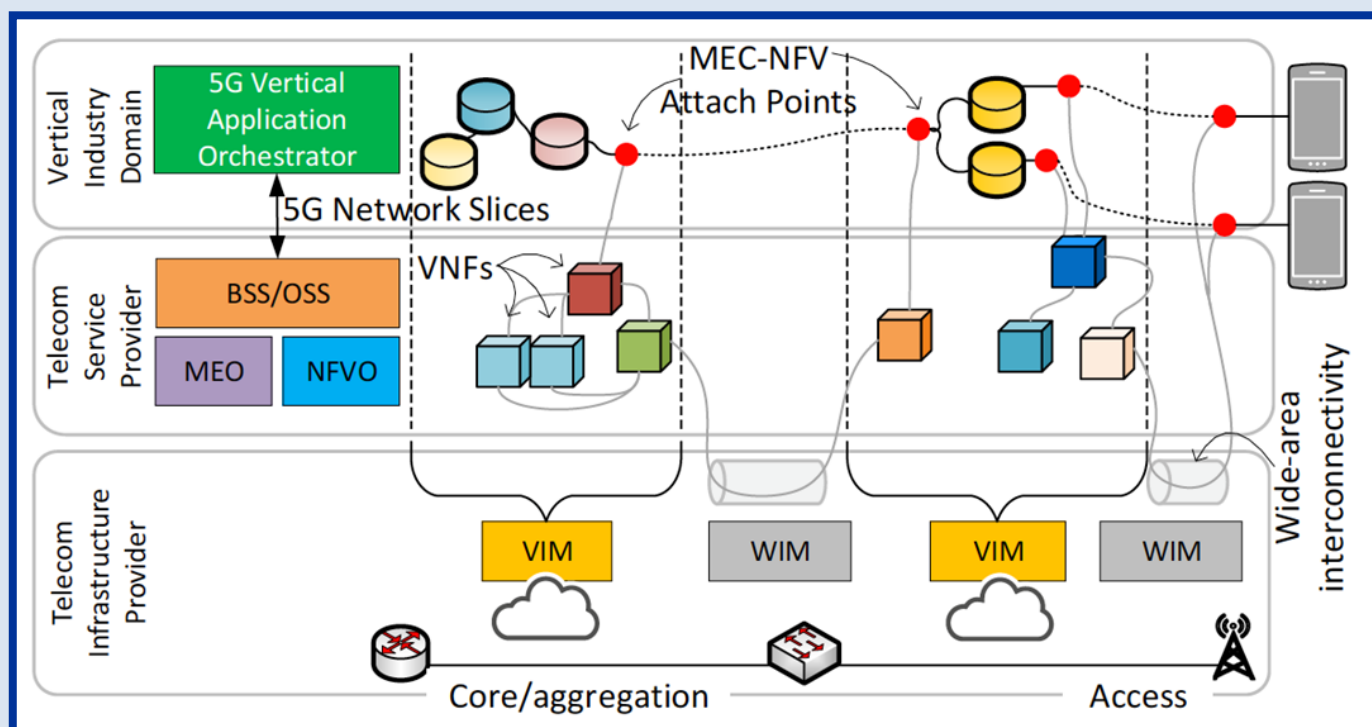 Vertical
Industry
Domain
5G Vertical
Application
Orchestrator
MEC-NFV
Attach Points
5G Network Slices
Telecom
Service
Provider
BSS/OSS
MEO
NFVO
VNFs
Wide-area
interconnectivity
Telecom
Infrastructure
Provider
VIM
WIM
VIM
WIM
Core/aggregation
Access